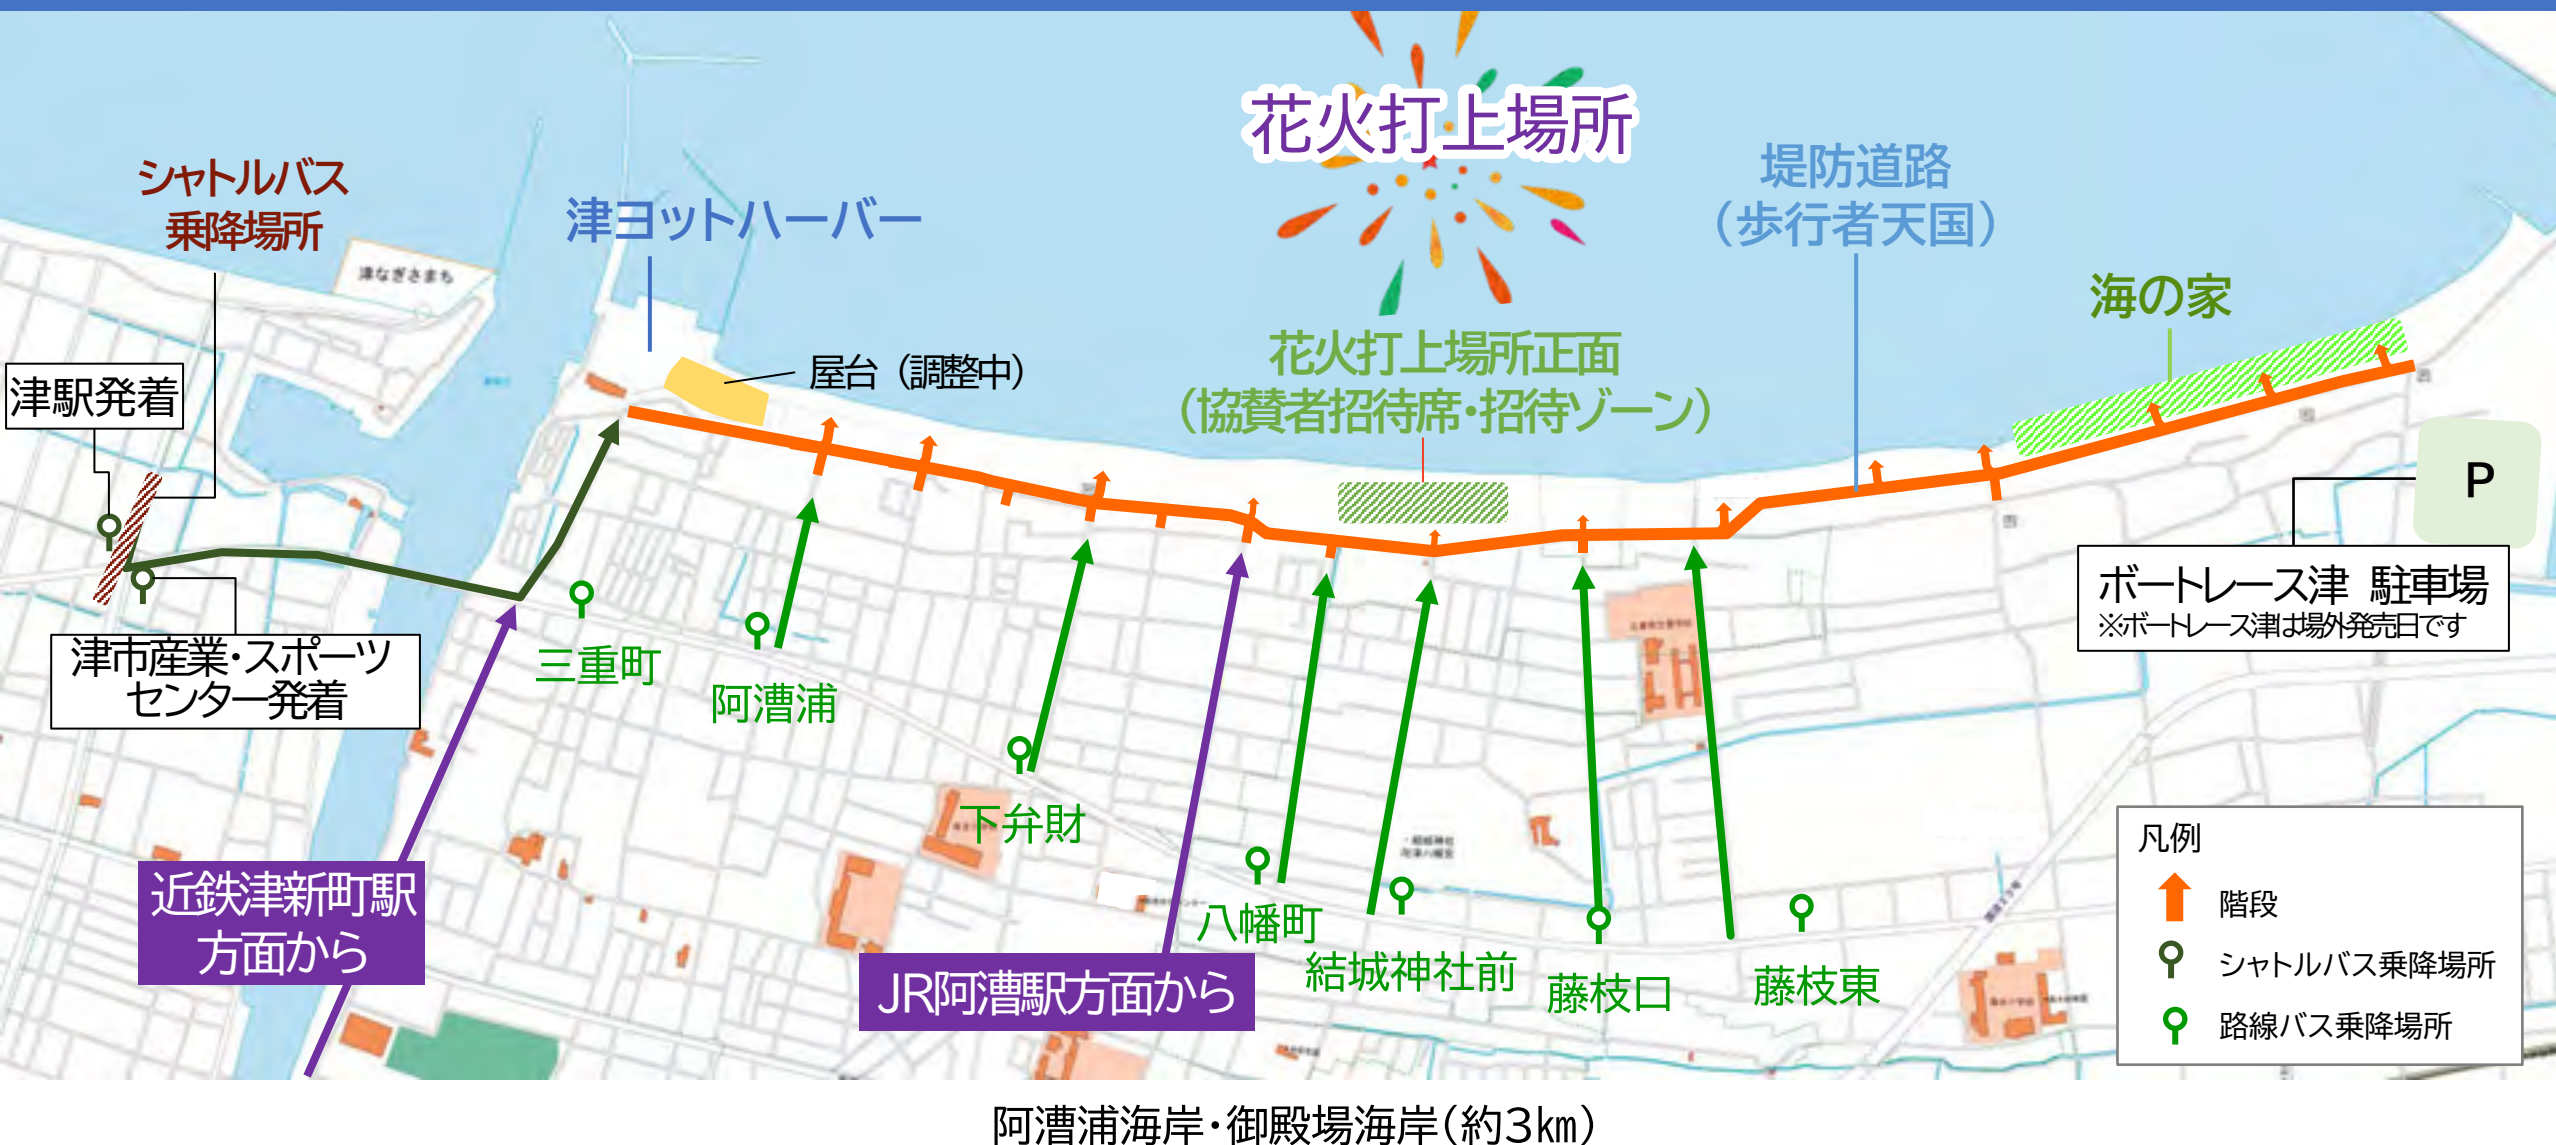 花火打上場所
堤防道路
（歩行者天国）
シャトルバス
乗降場所
津ヨットハーバー
津なぎさまち
海の家
花火打上場所正面
（協賛者招待席・招待ゾーン）
屋台（調整中）
津駅発着
P
ボートレース津 駐車場
※ボートレース津は場外発売日です
津市産業・スポーツ
センター発着
三重町
阿漕浦
下弁財
近鉄津新町駅
方面から
JR阿漕駅方面から
八幡町
結城神社前
藤枝口
藤枝東
凡例
階段
シャトルバス乗降場所
路線バス乗降場所
阿漕浦海岸・御殿場海岸（約3km）